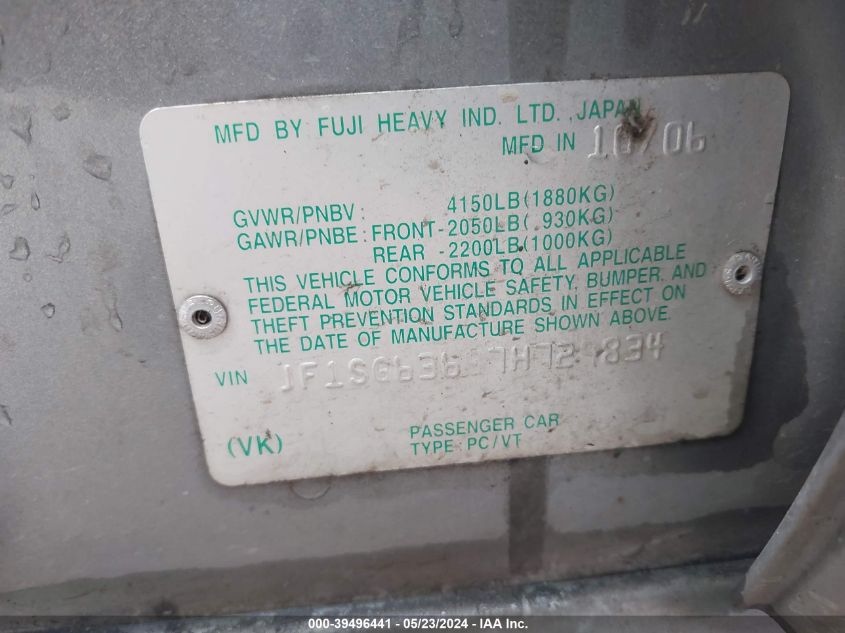 MFD BY FUJI HEAVY IND. LTD. JAPAN
MFD IN 10/06
GVWR/PNBV: 4150LB(1880KG)
GAWR/PNBE: FRONT-2050LB( 930KG)
REAR -2200LB(1000KG)
THIS VEHICLE CONFORMS TO ALL APPLICABLE
FEDERAL MOTOR VEHICLE SAFETY, BUMPER, AND
THEFT PREVENTION STANDARDS IN EFFECT ON
THE DATE OF MANUFACTURE SHOWN ABOVE.
VIN
(VK)
PASSENGER CAR
TYPE:PC/VT
000-39496441 - 05/23/2024 - IAA Inc.